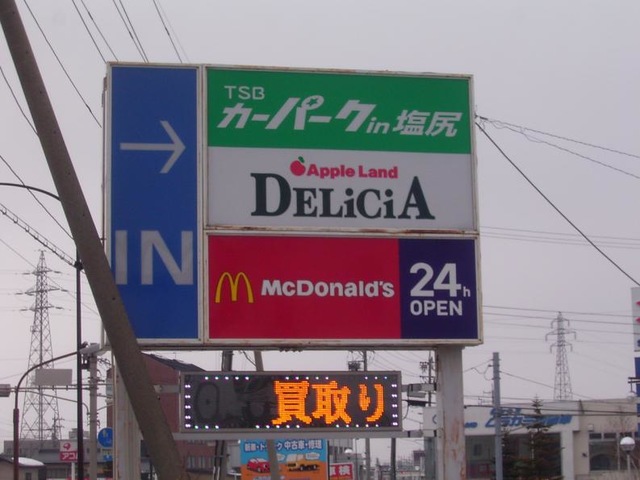 TSB
カーパークin塩尻
Apple Land
DELiCiA
→
IN
McDonald's
24h
OPEN
買取り